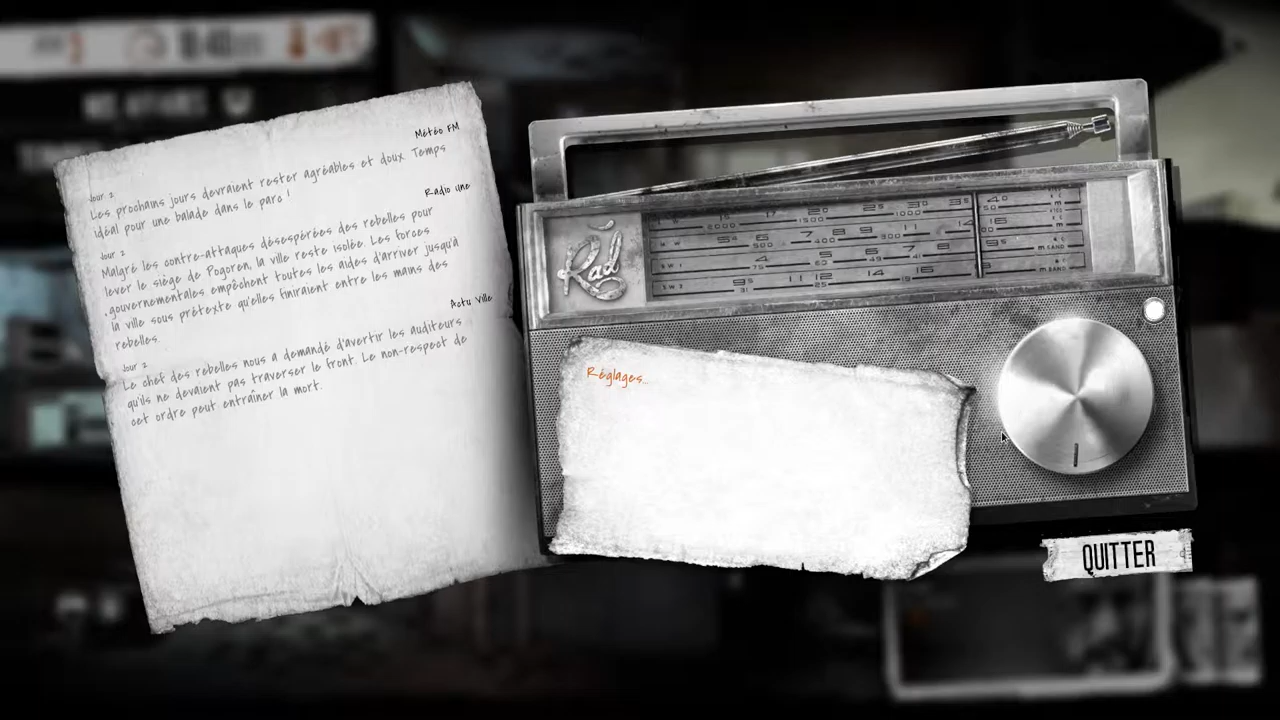 Météo FM
Jour 2
Les prochains jours devraient rester agréables et doux Temps
idéal pour une balade dans le parc !
Radio Une
Jour 2
Malgré les contre-attaques désespérées des rebelles pour
lever le siège de Pogoren, la ville reste isolée. Les forces
gouvernementales empêchent toutes les aides d'arriver jusqu'à
la ville sous prétexte qu'elles finiraient entre les mains des
rebelles.
Actu Ville
Jour 2
Le chef des rebelles nous a demandé d'avertir les auditeurs
qu'ils ne devaient pas traverser le front. Le non-respect de
cet ordre peut entraîner la mort.
Rad
Réglages...
QUITTER